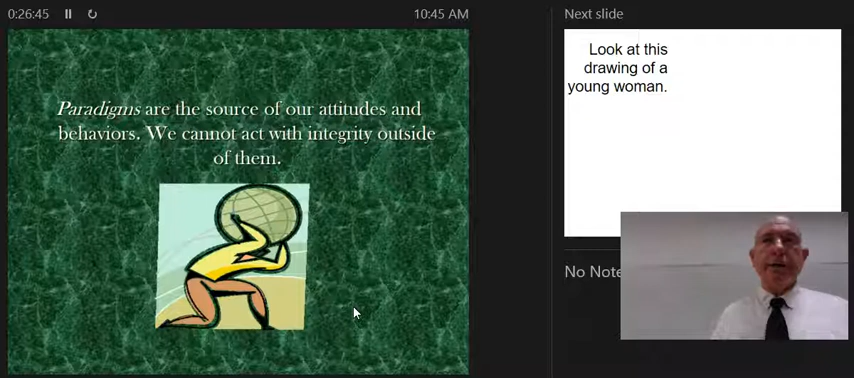 0:26:45
10:45 AM
Paradigms are the source of our attitudes and
behaviors. We cannot act with integrity outside
of them.
Next slide
Look at this
drawing of a
young woman.
No Note